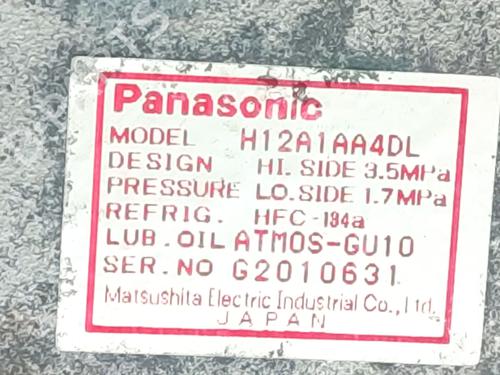 Panasonic
MODEL H12A1AA4DL
DESIGN HI. SIDE 3.5MPa
PRESSURE LO. SIDE 1.7MPa
REFRIG. HFC-134a
LUB. OIL ATMOS-GU10
SER. NO G2010631
Matsushita Electric Industrial Co., Ltd.
JAPAN